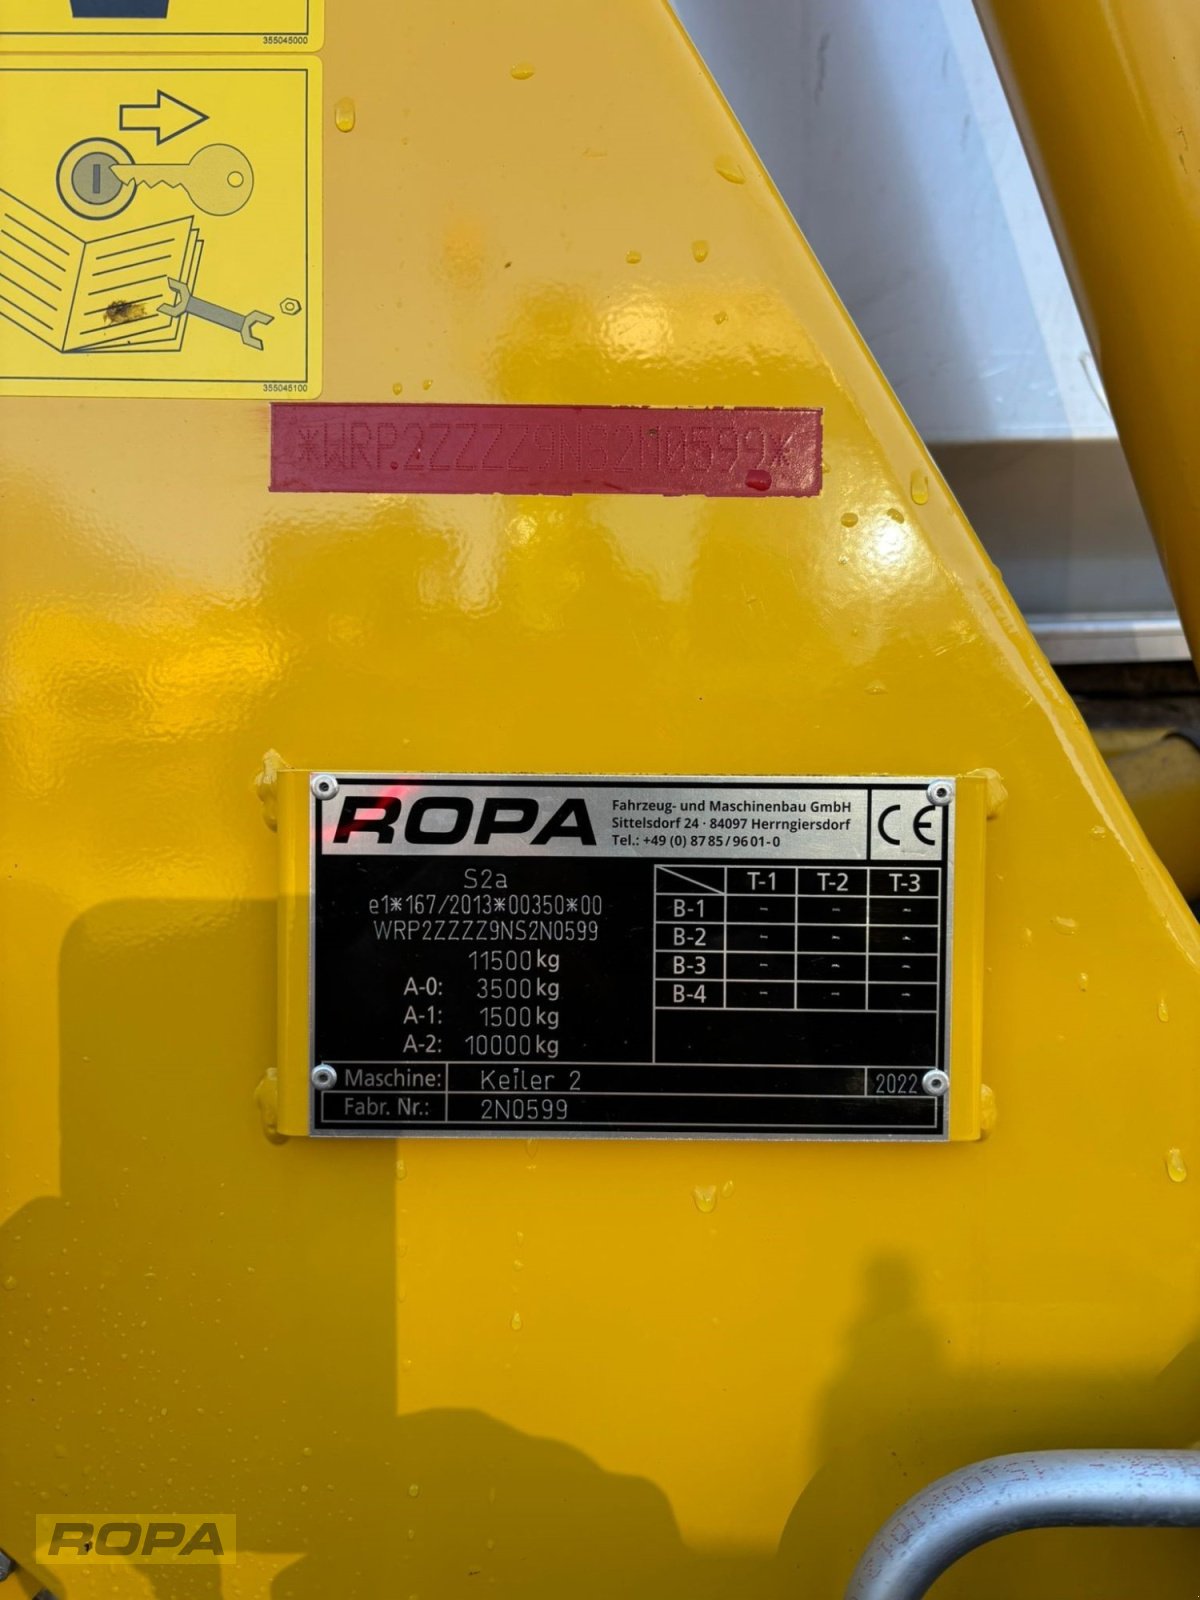 355045000
355045100
*WRP2ZZZZ9NS2N0599*
ROPA
Fahrzeug- und Maschinenbau GmbH
Sittelsdorf 24 · 84097 Herrngiersdorf
Tel.: +49 (0) 87 85 / 96 01 - 0
CE
S2a
e1*167/2013*00350*00
WRP2ZZZZ9NS2N0599
11500 kg
A-0: 3500 kg
A-1: 1500 kg
A-2: 10000 kg
T-1 T-2 T-3
B-1 - - -
B-2 - - -
B-3 - - -
B-4 - - -
Maschine: Keiler 2 2022
Fabr. Nr.: 2N0599
ROPA